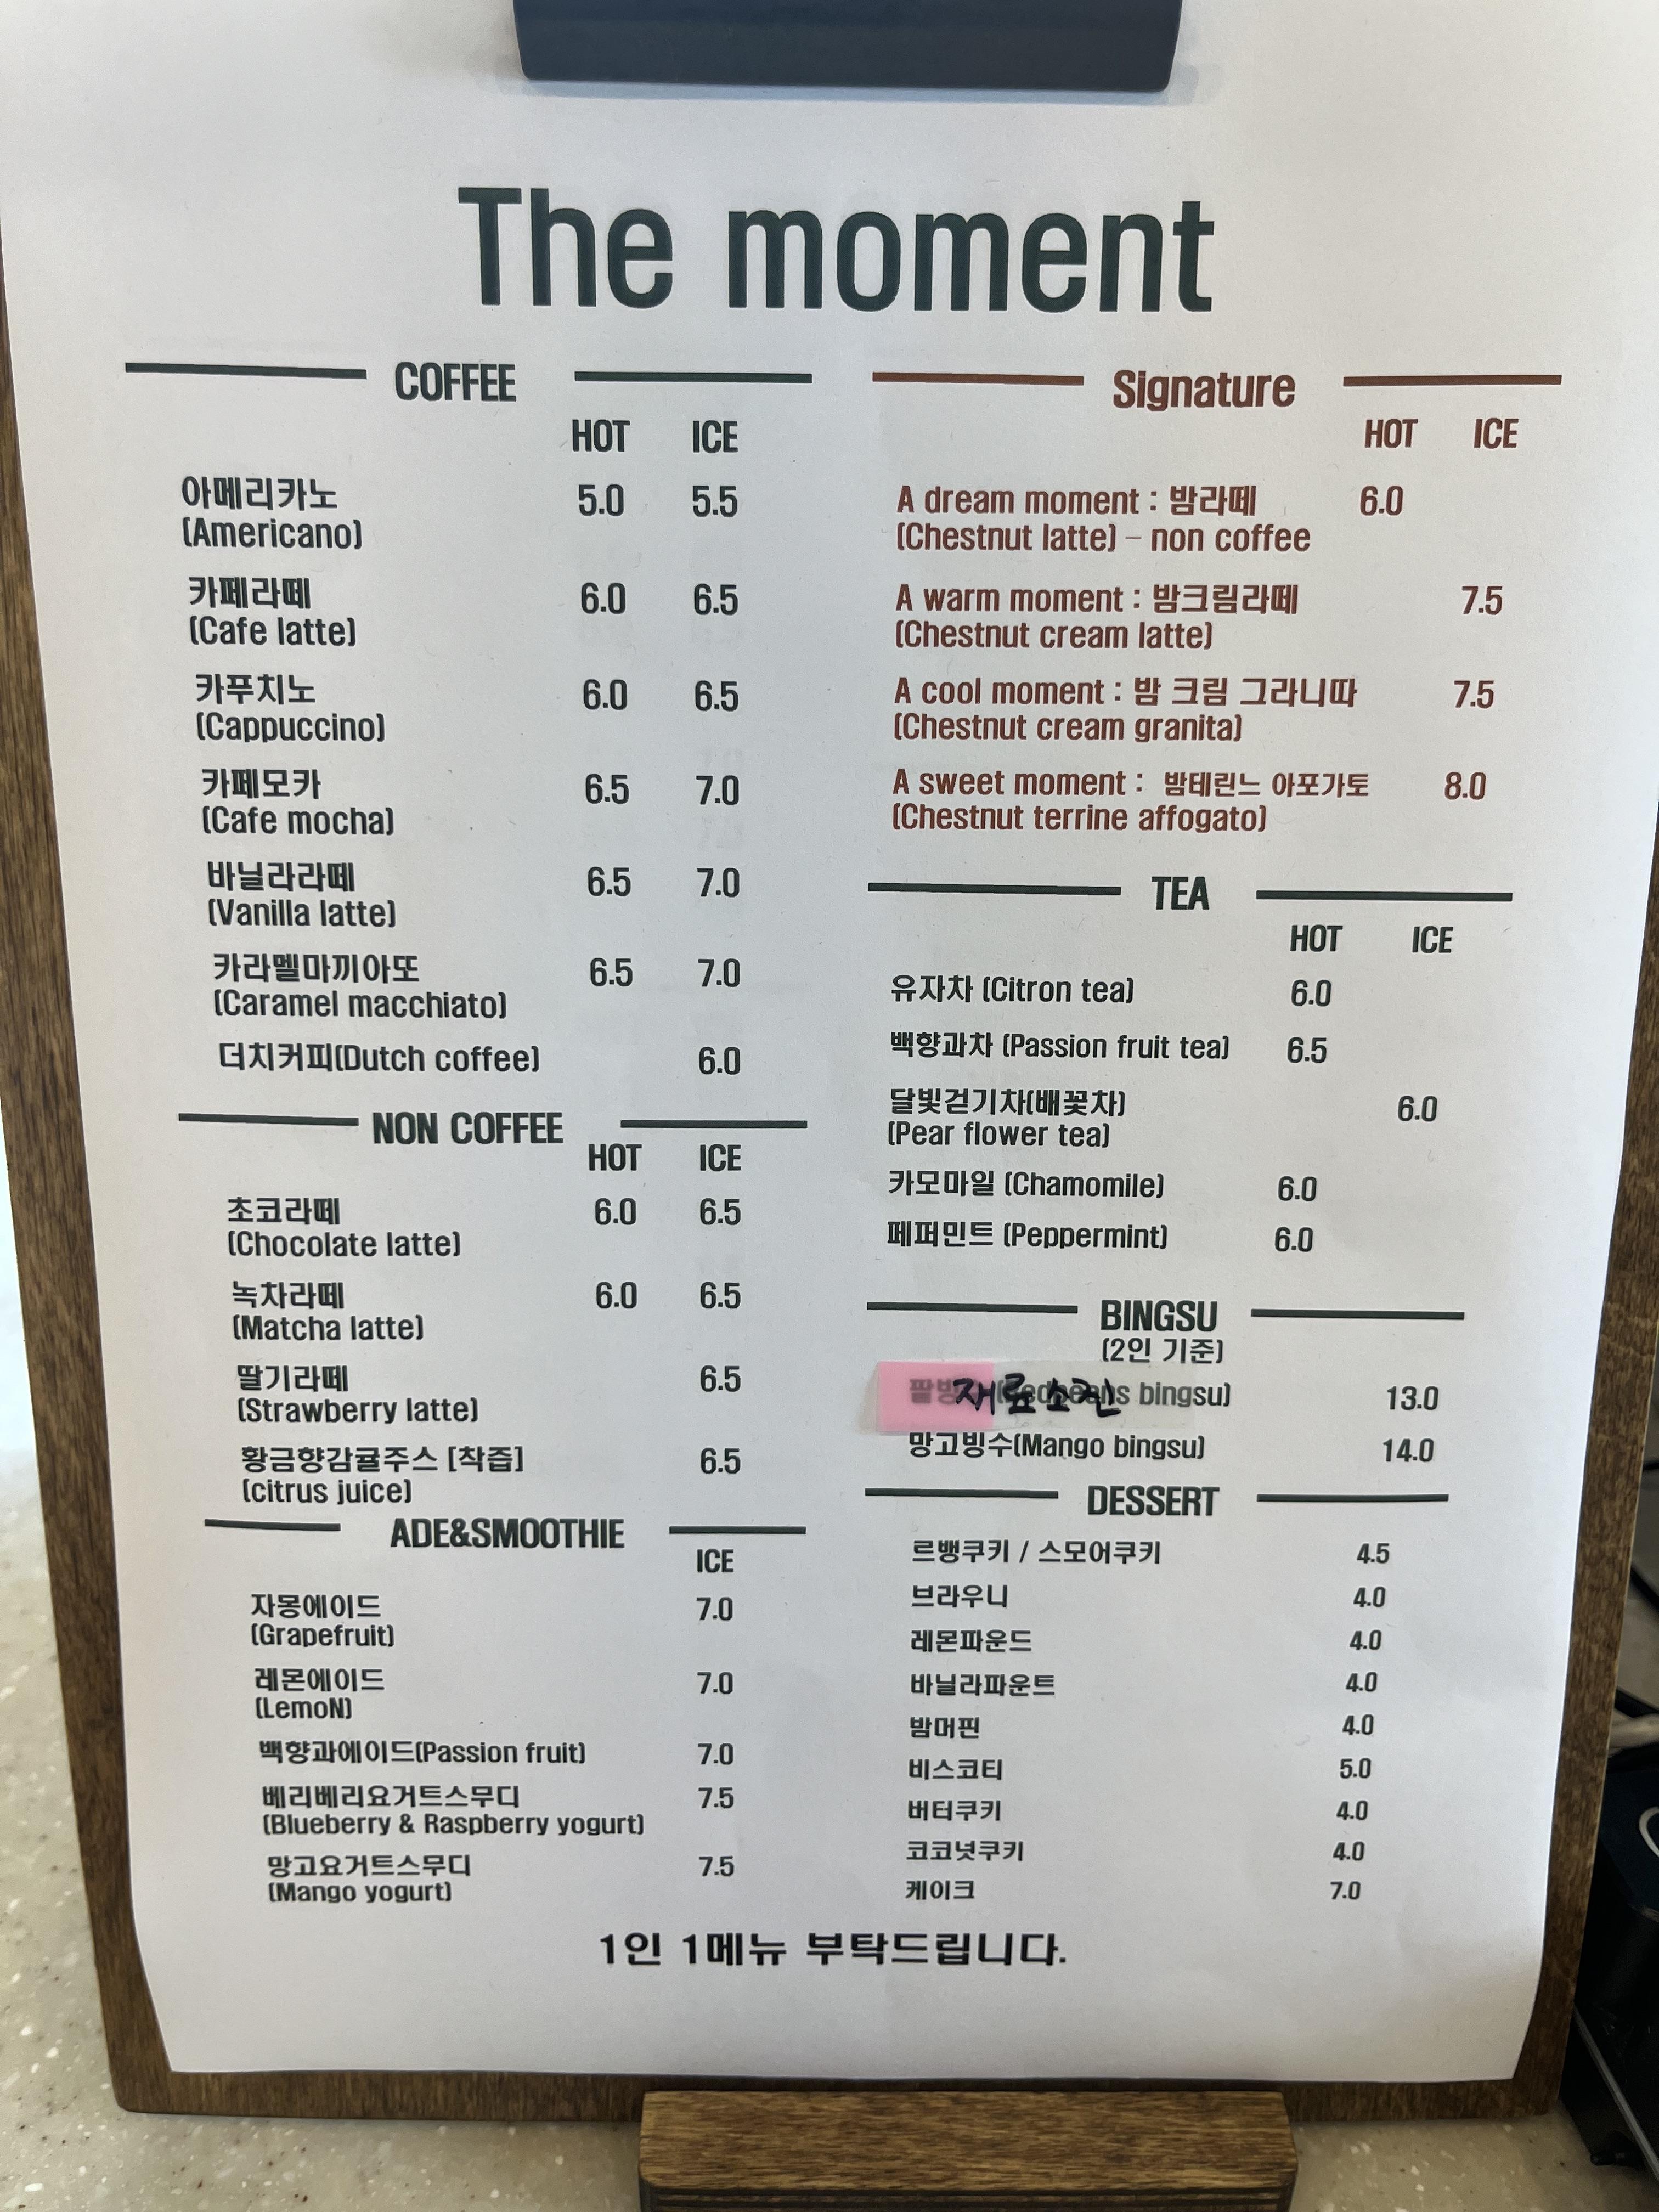 The moment
COFFEE
HOT ICE
아메리카노 5.0 5.5
(Americano)
카페라떼 6.0 6.5
(Cafe latte)
카푸치노 6.0 6.5
(Cappuccino)
카페모카 6.5 7.0
(Cafe mocha)
바닐라라떼 6.5 7.0
(Vanilla latte)
카라멜마끼아또 6.5 7.0
(Caramel macchiato)
더치커피(Dutch coffee) 6.0
NON COFFEE
HOT ICE
초코라떼 6.0 6.5
(Chocolate latte)
녹차라떼 6.0 6.5
(Matcha latte)
딸기라떼 6.5
(Strawberry latte)
황금향감귤주스 [착즙] 6.5
(citrus juice)
ADE&SMOOTHIE
ICE
자몽에이드 7.0
(Grapefruit)
레몬에이드 7.0
(LemoN)
백향과에이드(Passion fruit) 7.0
베리베리요거트스무디 7.5
(Blueberry & Raspberry yogurt)
망고요거트스무디 7.5
(Mango yogurt)
Signature
HOT ICE
A dream moment : 밤라떼 6.0
(Chestnut latte) - non coffee
A warm moment : 밤크림라떼 7.5
(Chestnut cream latte)
A cool moment : 밤 크림 그라니따 7.5
(Chestnut cream granita)
A sweet moment : 밤테린느 아포가토 8.0
(Chestnut terrine affogato)
TEA
HOT ICE
유자차 (Citron tea) 6.0
백향과차 (Passion fruit tea) 6.5
달빛걷기차(배꽃차) 6.0
(Pear flower tea)
카모마일 (Chamomile) 6.0
페퍼민트 (Peppermint) 6.0
BINGSU
(2인 기준)
재료소진 bingsu) 13.0
망고빙수(Mango bingsu) 14.0
DESSERT
르뱅쿠키 / 스모어쿠키 4.5
브라우니 4.0
레몬파운드 4.0
바닐라파운트 4.0
밤머핀 4.0
비스코티 5.0
버터쿠키 4.0
코코넛쿠키 4.0
케이크 7.0
1인 1메뉴 부탁드립니다.